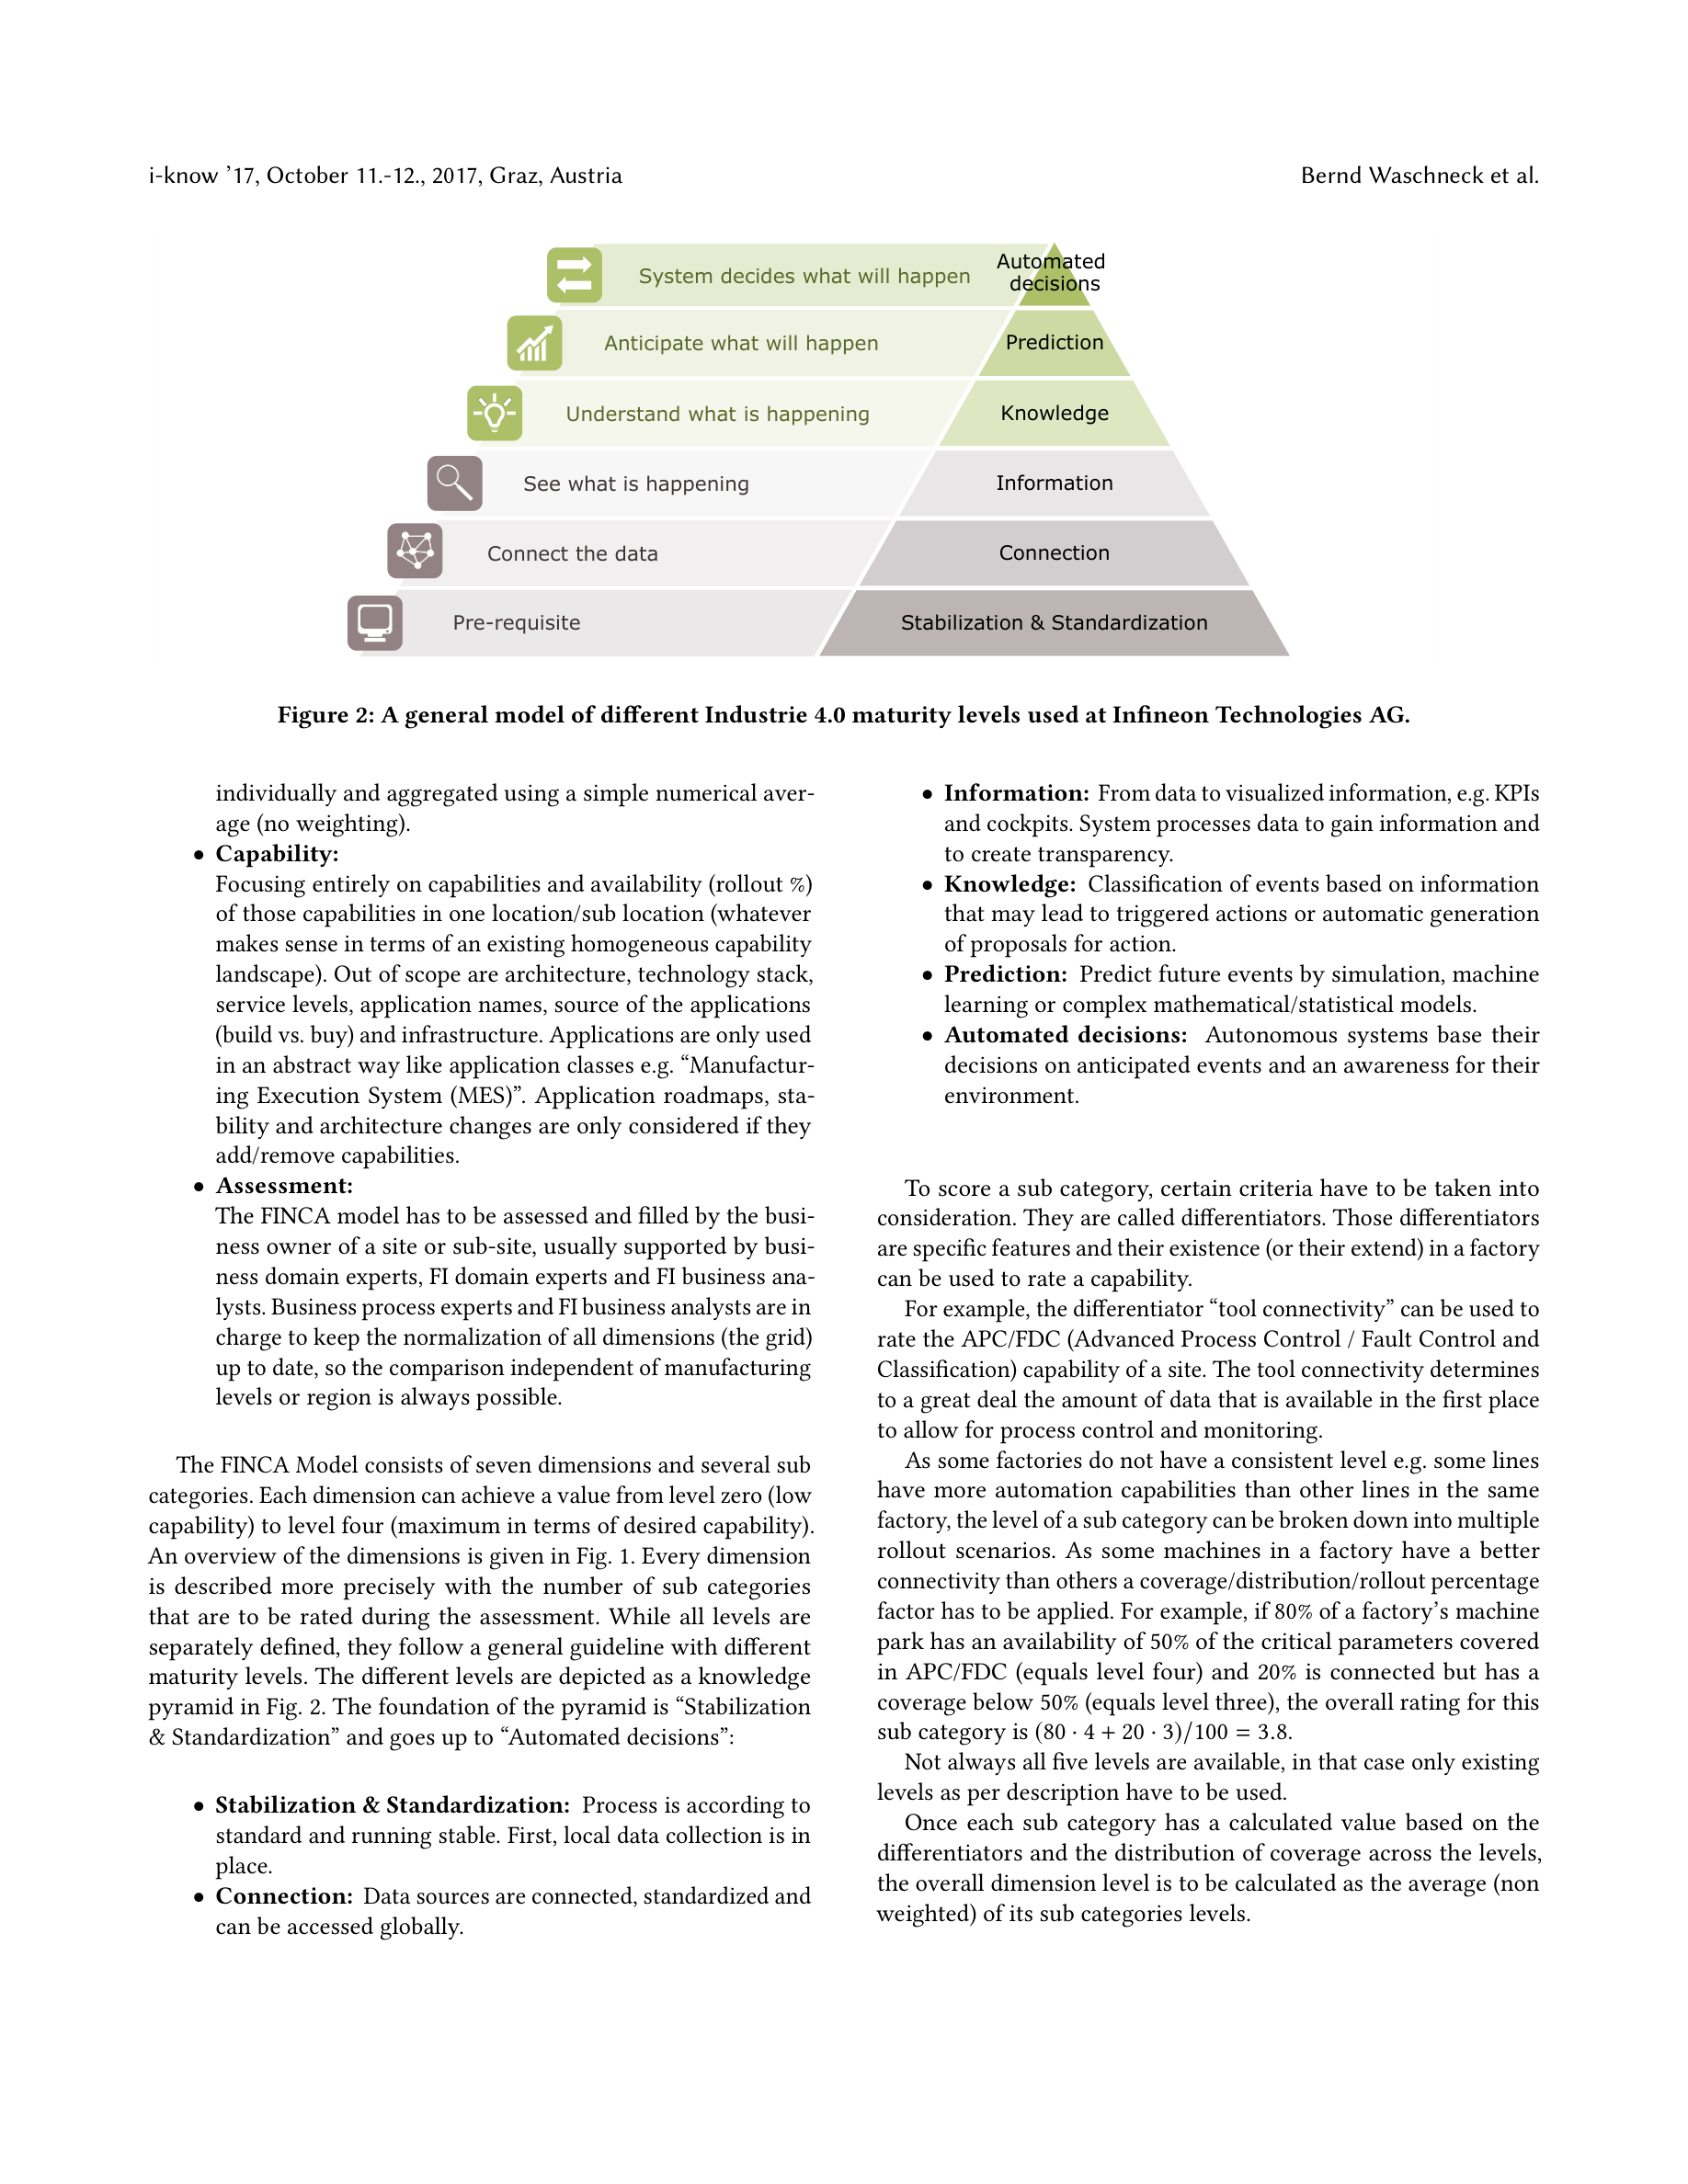 i-know ’17, October 11.-12., 2017, Graz, Austria
Bernd Waschneck et al.
System decides what will happen
Automated
decisions
Anticipate what will happen
Prediction
Understand what is happening
Knowledge
See what is happening
Information
Connect the data
Connection
Pre-requisite
Stabilization & Standardization
Figure 2: A general model of different Industrie 4.0 maturity levels used at Infineon Technologies AG.
individually and aggregated using a simple numerical aver-
age (no weighting).
• Capability:
Focusing entirely on capabilities and availability (rollout %)
of those capabilities in one location/sub location (whatever
makes sense in terms of an existing homogeneous capability
landscape). Out of scope are architecture, technology stack,
service levels, application names, source of the applications
(build vs. buy) and infrastructure. Applications are only used
in an abstract way like application classes e.g. “Manufactur-
ing Execution System (MES)”. Application roadmaps, sta-
bility and architecture changes are only considered if they
add/remove capabilities.
• Assessment:
The FINCA model has to be assessed and filled by the busi-
ness owner of a site or sub-site, usually supported by busi-
ness domain experts, FI domain experts and FI business ana-
lysts. Business process experts and FI business analysts are in
charge to keep the normalization of all dimensions (the grid)
up to date, so the comparison independent of manufacturing
levels or region is always possible.
The FINCA Model consists of seven dimensions and several sub
categories. Each dimension can achieve a value from level zero (low
capability) to level four (maximum in terms of desired capability).
An overview of the dimensions is given in Fig. 1. Every dimension
is described more precisely with the number of sub categories
that are to be rated during the assessment. While all levels are
separately defined, they follow a general guideline with different
maturity levels. The different levels are depicted as a knowledge
pyramid in Fig. 2. The foundation of the pyramid is “Stabilization
& Standardization” and goes up to “Automated decisions”:
• Stabilization & Standardization: Process is according to
standard and running stable. First, local data collection is in
place.
• Connection: Data sources are connected, standardized and
can be accessed globally.
• Information: From data to visualized information, e.g. KPIs
and cockpits. System processes data to gain information and
to create transparency.
• Knowledge: Classification of events based on information
that may lead to triggered actions or automatic generation
of proposals for action.
• Prediction: Predict future events by simulation, machine
learning or complex mathematical/statistical models.
• Automated decisions: Autonomous systems base their
decisions on anticipated events and an awareness for their
environment.
To score a sub category, certain criteria have to be taken into
consideration. They are called differentiators. Those differentiators
are specific features and their existence (or their extend) in a factory
can be used to rate a capability.
For example, the differentiator “tool connectivity” can be used to
rate the APC/FDC (Advanced Process Control / Fault Control and
Classification) capability of a site. The tool connectivity determines
to a great deal the amount of data that is available in the first place
to allow for process control and monitoring.
As some factories do not have a consistent level e.g. some lines
have more automation capabilities than other lines in the same
factory, the level of a sub category can be broken down into multiple
rollout scenarios. As some machines in a factory have a better
connectivity than others a coverage/distribution/rollout percentage
factor has to be applied. For example, if 80% of a factory’s machine
park has an availability of 50% of the critical parameters covered
in APC/FDC (equals level four) and 20% is connected but has a
coverage below 50% (equals level three), the overall rating for this
sub category is (80 · 4 + 20 · 3)/100 = 3.8.
Not always all five levels are available, in that case only existing
levels as per description have to be used.
Once each sub category has a calculated value based on the
differentiators and the distribution of coverage across the levels,
the overall dimension level is to be calculated as the average (non
weighted) of its sub categories levels.